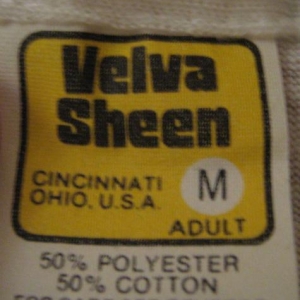 Velva
Sheen
CINCINNATI
OHIO, U.S.A.
M
ADULT
50% POLYESTER
50% COTTON